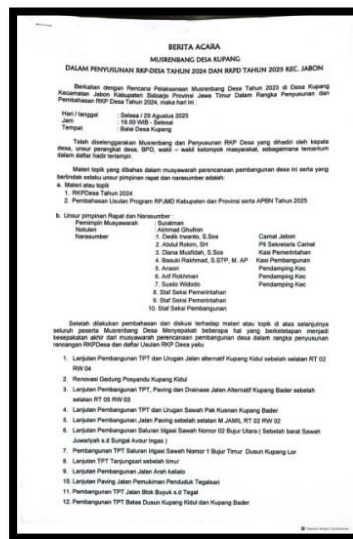 BERITA ACARA
MUSRENBANG DESA KUPANG
DALAM PENYUSUNAN RKP-DESA TAHUN 2024 DAN RKPD TAHUN 2025 KEC. JABON
Berkaitan dengan Rencana Pelaksanaan Musrenbang Desa Tahun 2023 di Desa Kupang
Kecamatan Jabon Kabupaten Sidoarjo Provinsi Jawa Timur Dalam Rangka Penyusunan dan
Pembahasan RKP Desa Tahun 2024, maka hari ini :
Hari / tanggal : Selasa / 29 Agustus 2023
Jam : 19.00 WIB - Selesai
Tempat : Balai Desa Kupang
Telah diselenggarakan Musrenbang dan Penyusunan RKP Desa yang dihadiri oleh kepala
desa, unsur perangkat desa, BPD, wakil – wakil kelompok masyarakat, sebagaimana tercantum
dalam daftar hadir terlampir.
Materi atau topik yang dibahas dalam musyawarah perencanaan pembangunan desa ini serta yang
bertindak selaku unsur pimpinan rapat dan narasumber adalah:
a. Materi atau topik
1. RKPDesa Tahun 2024
2. Pembahasan Usulan Program RPJMD Kabupaten dan Provinsi serta APBN Tahun 2025
b. Unsur pimpinan Rapat dan Narasumber :
Pemimpin Musyawarah : Suratman
Notulen : Akhmad Ghufron
Narasumber : 1. Dedik Irwanto, S.Sos Camat Jabon
2. Abdul Rokim, SH Plt Sekretaris Camat
3. Diana Musfidah, S.Sos Kasi Pemerintahan
4. Basuki Rakhmad, S.STP, M. AP Kasi Pembangunan
5. Ansori Pendamping Kec
6. Arif Rokhman Pendamping Kec
7. Susilo Widodo Pendamping Kec
8. Staf Seksi Pemerintahan
9. Staf Seksi Pemerintahan
10. Staf Seksi Pembangunan
Setelah dilakukan pembahasan dan diskusi terhadap materi atau topik di atas selanjutnya
seluruh peserta Musrenbang Desa Menyepakati beberapa hal yang berketetapan menjadi
kesepakatan akhir dari musyawarah perencanaan pembangunan desa dalam rangka penyusunan
rancangan RKPDesa dan daftar Usulan RKP Desa yaitu
1. Lanjutan Pembangunan TPT dan Urugan Jalan alternatif Kupang Kidul sebelah selatan RT 02
RW 04
2. Renovasi Gedung Posyandu Kupang Kidul
3. Lanjutan Pembangunan TPT, Paving dan Drainase Jalan Alternatif Kupang Bader sebelah
selatan RT 05 RW 03
4. Lanjutan Pembangunan TPT dan Urugan Sawah Pak Kusnan Kupang Bader
5. Lanjutan Pembangunan Jalan Paving sebelah selatan M JAMIL RT 02 RW 02
6. Lanjutan Pembangunan Saluran Irigasi Sawah Nomor 02 Bujur Utara ( Sebelah barat Sawah
Juwariyah s.d Sungai Avour Ingas )
7. Pembangunan TPT Saluran Irigasi Sawah Nomor 1 Bujur Timur Dusun Kupang Lor
8. Lanjutan TPT Tanjungsari sebelah timur
9. Lanjutan Pembangunan Jalan Arah kalialo
10. Lanjutan Paving Jalan Pemukiman Penduduk Tegalsari
11. Pembangunan TPT Jalan Blok Buyuk s.d Tegal
12. Pembangunan TPT Batas Dusun Kupang Kidul dan Kupang Bader